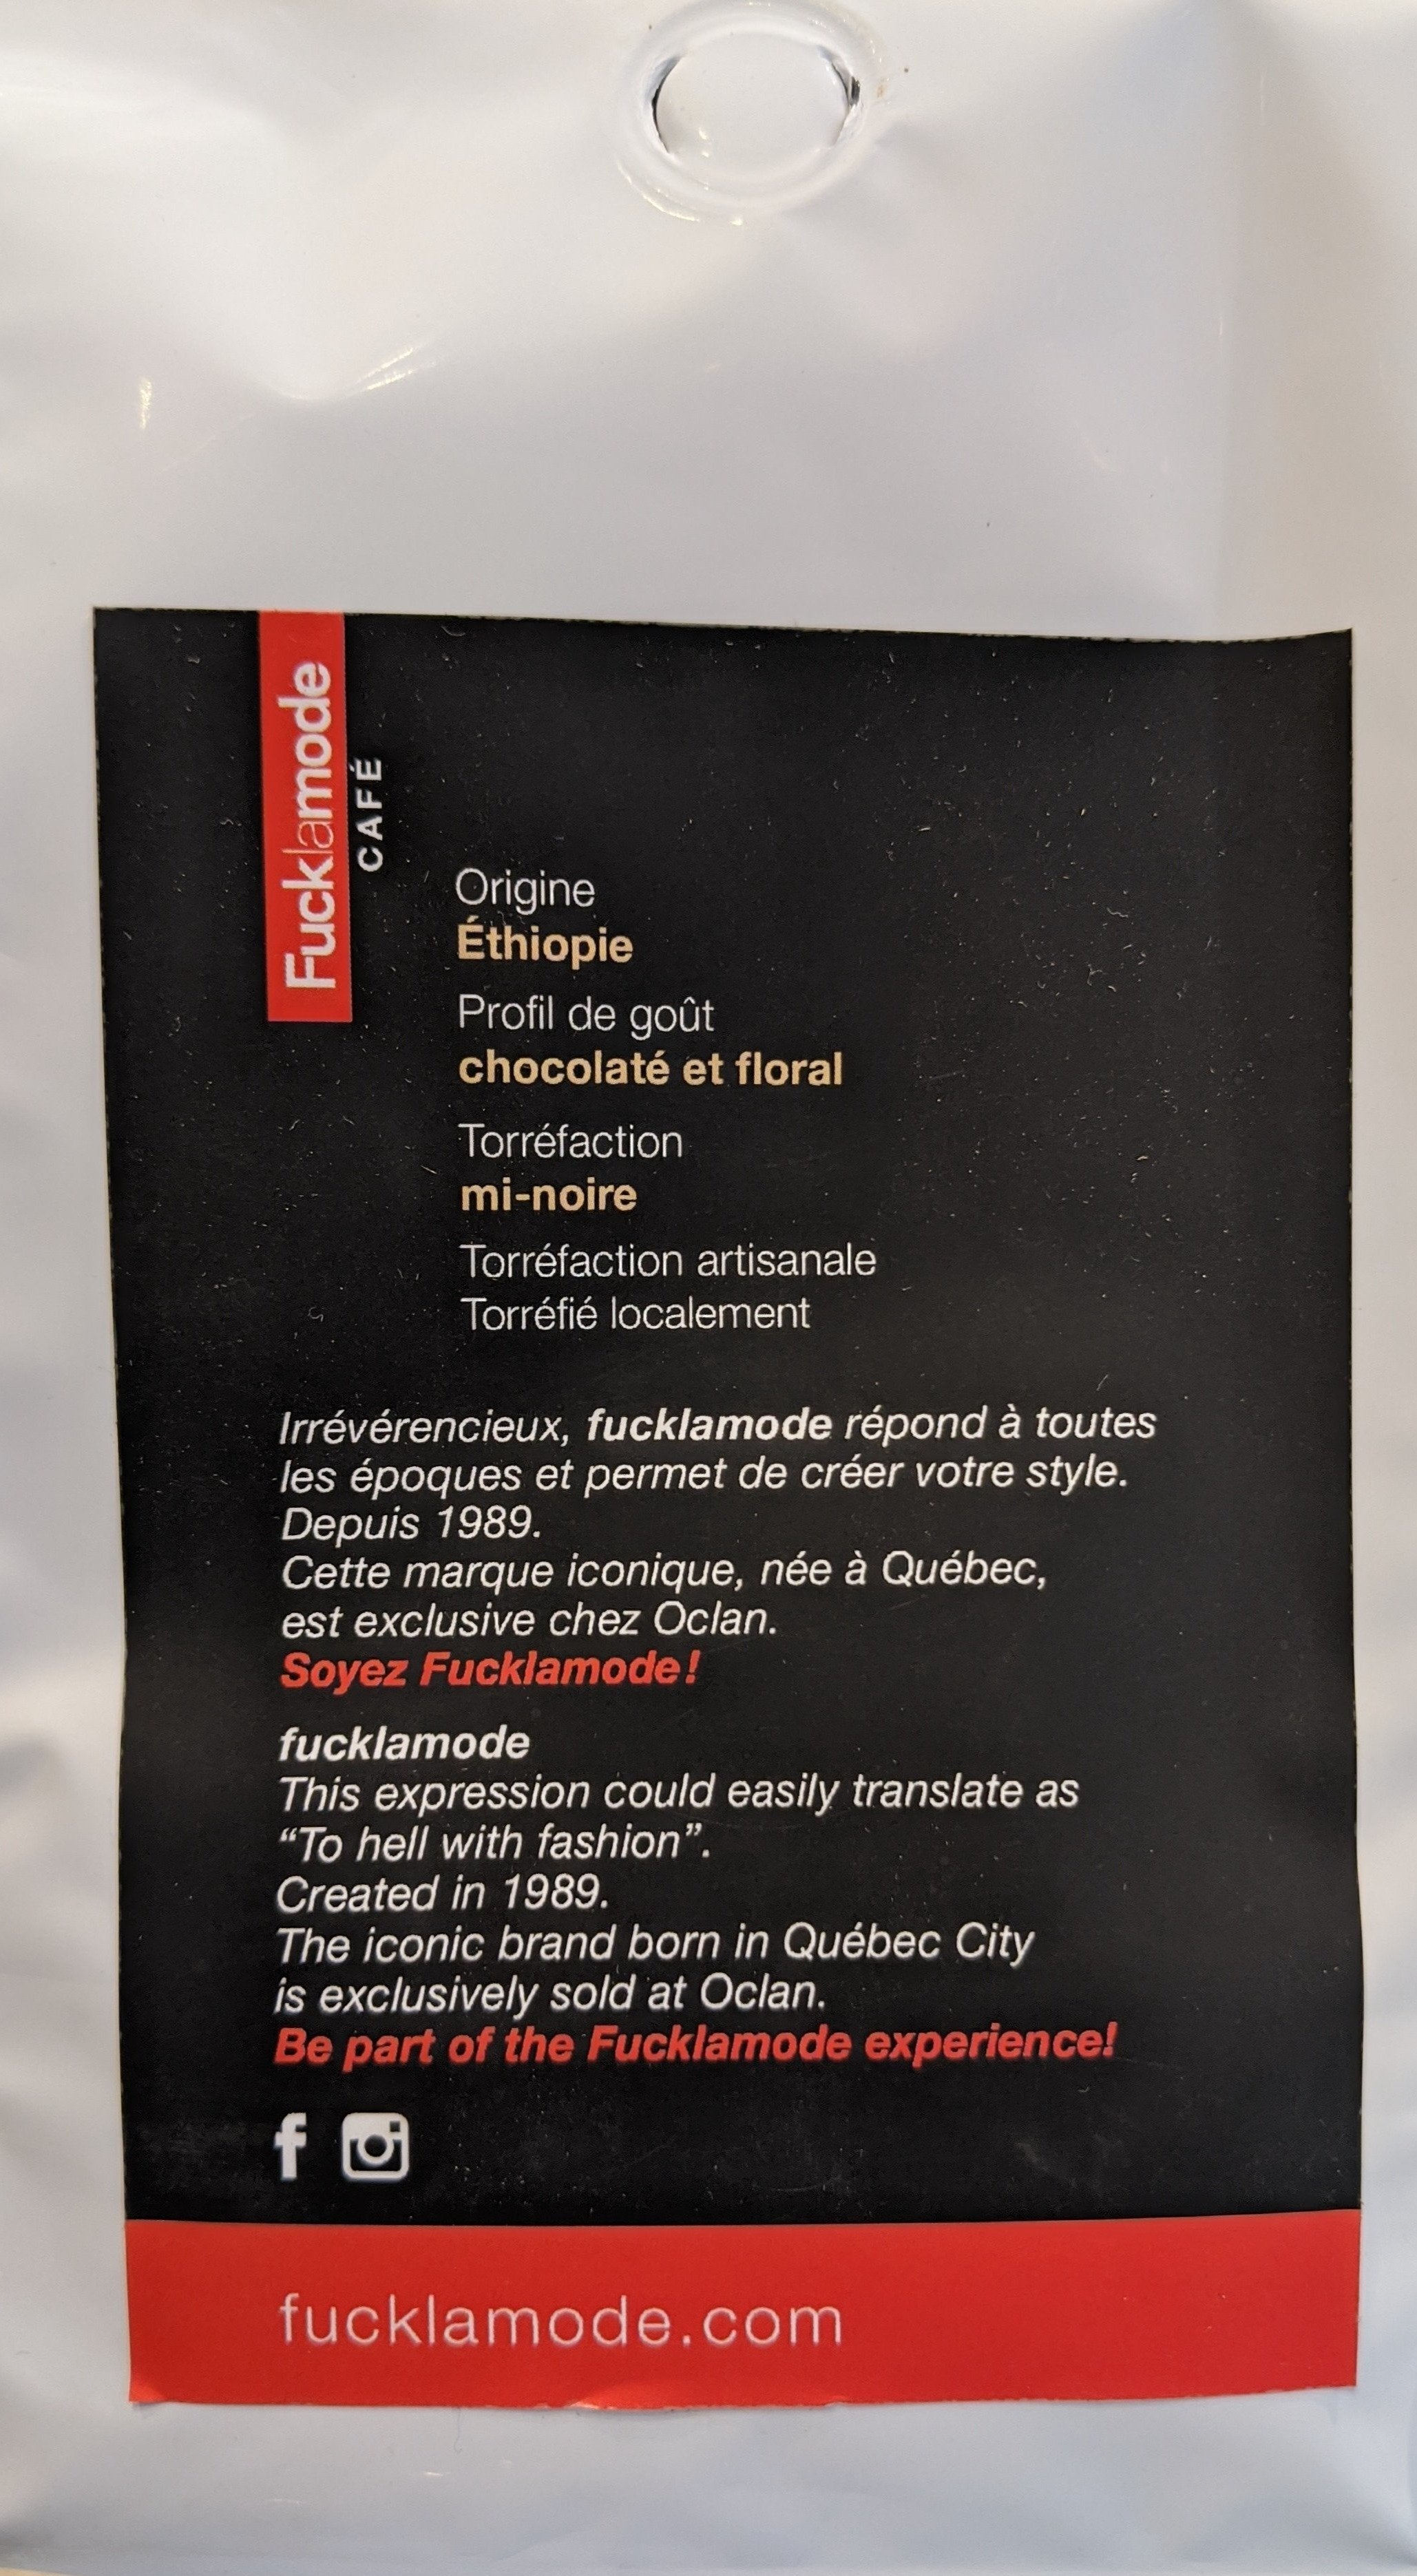 Fucklamode
CAFÉ
Origine
Éthiopie
Profil de goût
chocolaté et floral
Torréfaction
mi-noire
Torréfaction artisanale
Torréfié localement
Irrévérencieux, fucklamode répond à toutes
les époques et permet de créer votre style.
Depuis 1989.
Cette marque iconique, née à Québec,
est exclusive chez Oclan.
Soyez Fucklamode!
fucklamode
This expression could easily translate as
“To hell with fashion”.
Created in 1989.
The iconic brand born in Québec City
is exclusively sold at Oclan.
Be part of the Fucklamode experience!
f
fucklamode.com